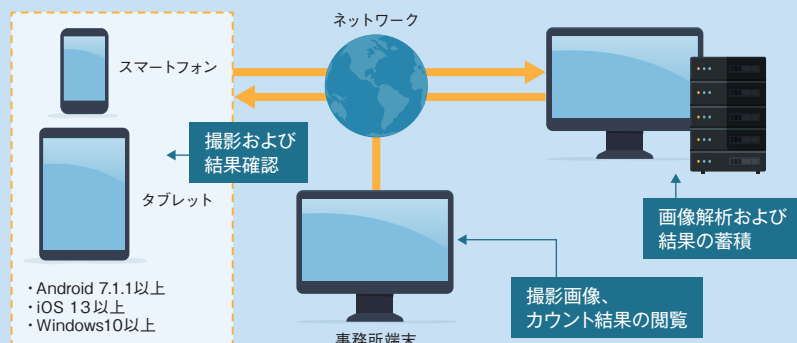 ネットワーク
スマートフォン
撮影および
結果確認
タブレット
・Android 7.1.1以上
・iOS 13以上
・Windows10以上
画像解析および
結果の蓄積
撮影画像、
カウント結果の閲覧
事務所端末